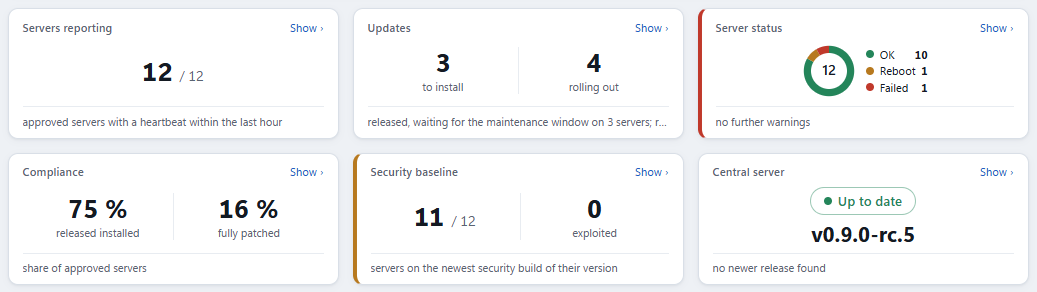 Servers reporting
Show ›
12 / 12
approved servers with a heartbeat within the last hour
Updates
Show ›
3
to install
4
rolling out
released, waiting for the maintenance window on 3 servers; r...
Server status
Show ›
12
OK 10
Reboot 1
Failed 1
no further warnings
Compliance
Show ›
75 %
released installed
16 %
fully patched
share of approved servers
Security baseline
Show ›
11 / 12
0
exploited
servers on the newest security build of their version
Central server
Show ›
Up to date
v0.9.0-rc.5
no newer release found